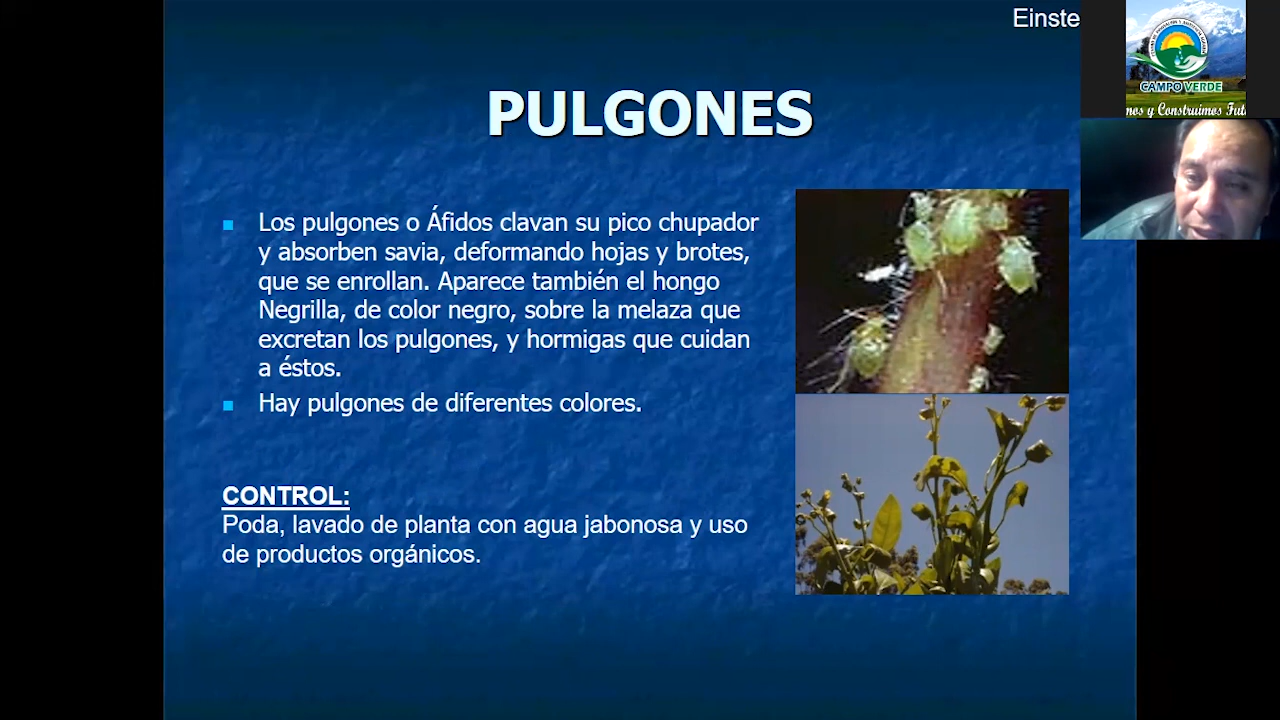 Einste
PULGONES
Los pulgones o Áfidos clavan su pico chupador
y absorben savia, deformando hojas y brotes,
que se enrollan. Aparece también el hongo
Negrilla, de color negro, sobre la melaza que
excretan los pulgones, y hormigas que cuidan
a éstos.
Hay pulgones de diferentes colores.
CONTROL:
Poda, lavado de planta con agua jabonosa y uso
de productos orgánicos.
CAMPO VERDE
mos y Construimos Fut